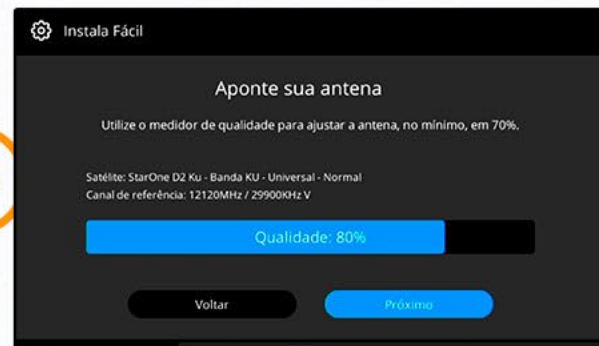 Instala Fácil
Aponte sua antena
Utilize o medidor de qualidade para ajustar a antena, no mínimo, em 70%.
Satélite: StarOne D2 Ku - Banda KU - Universal - Normal
Canal de referência: 12120MHz / 29900KHz V
Qualidade: 80%
Voltar
Próximo